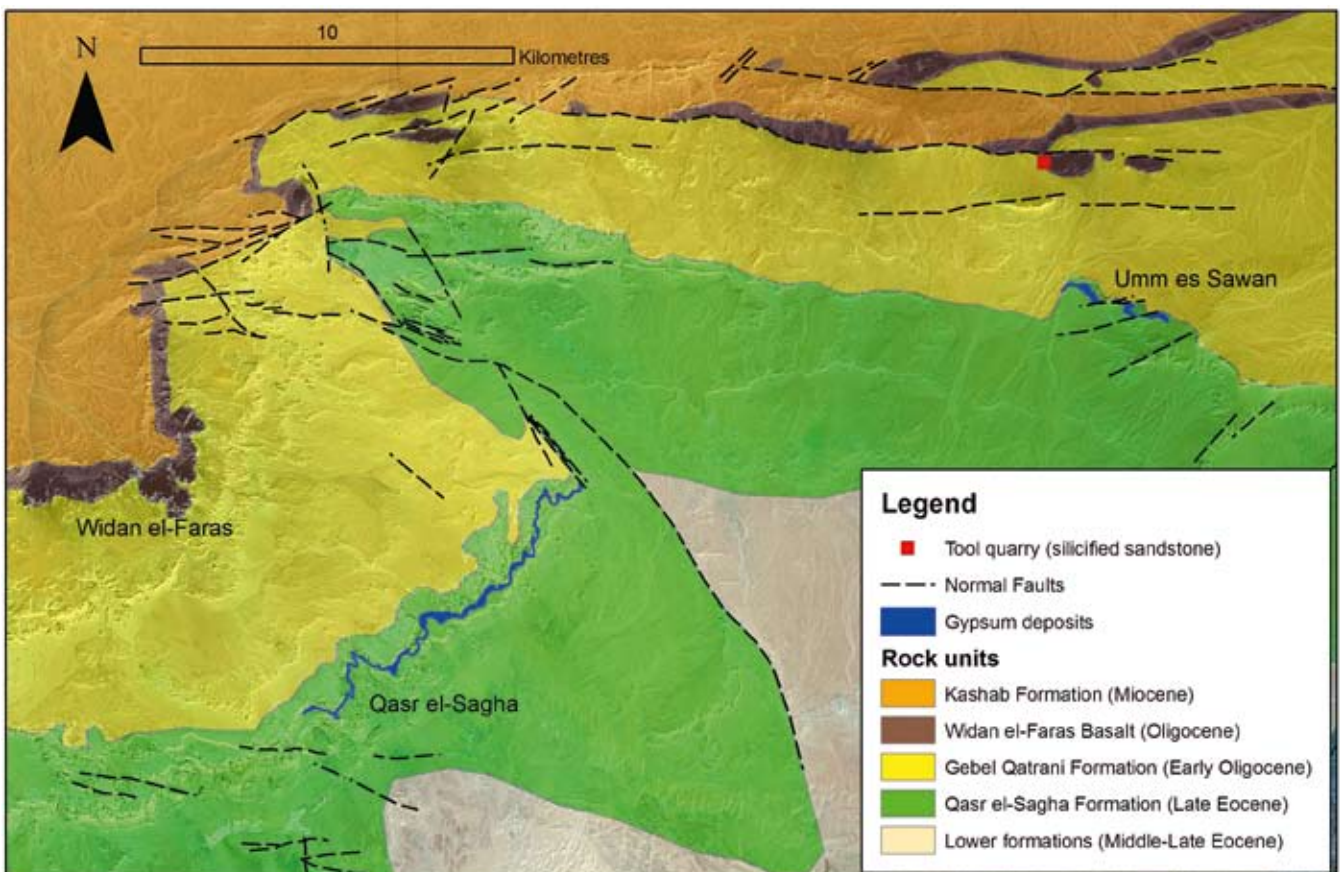 N
10
Kilometres
Umm es Sawan
Widan el-Faras
Qasr el-Sagha
Legend
Tool quarry (silicified sandstone)
Normal Faults
Gypsum deposits
Rock units
Kashab Formation (Miocene)
Widan el-Faras Basalt (Oligocene)
Gebel Qatrani Formation (Early Oligocene)
Qasr el-Sagha Formation (Late Eocene)
Lower formations (Middle-Late Eocene)